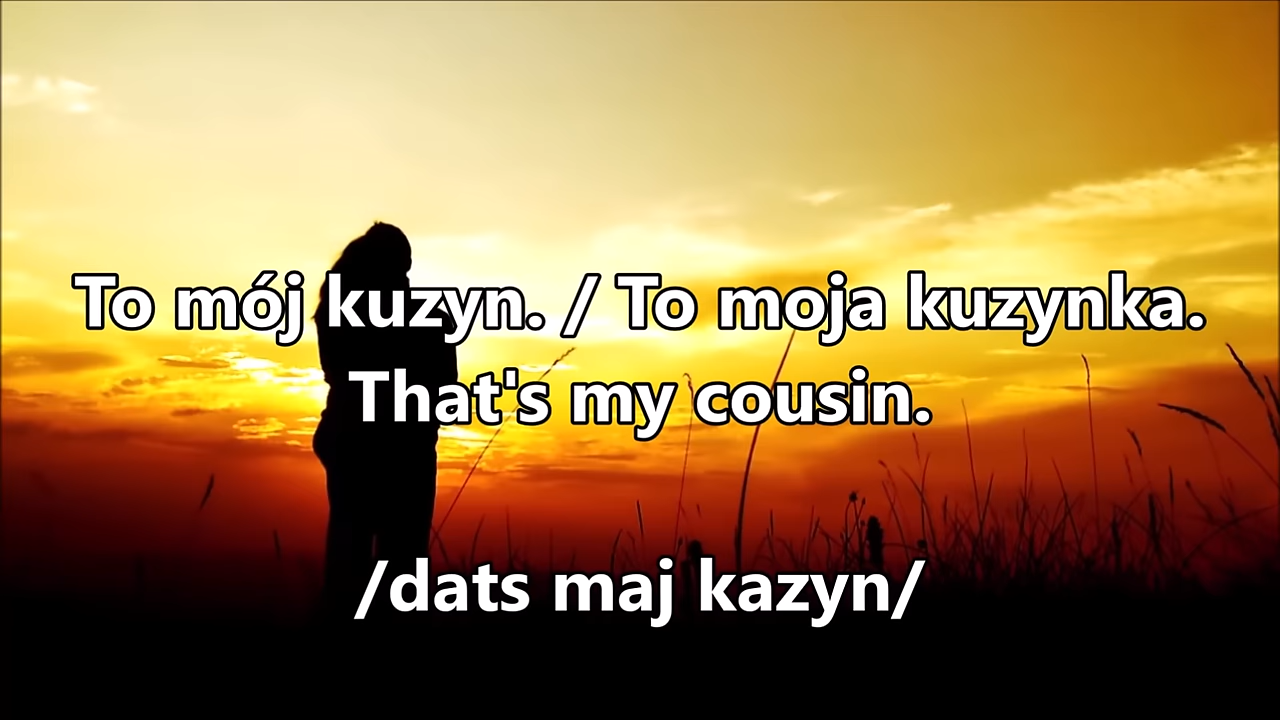 To mój kuzyn. / To moja kuzynka.
That's my cousin.
/dats maj kazyn/